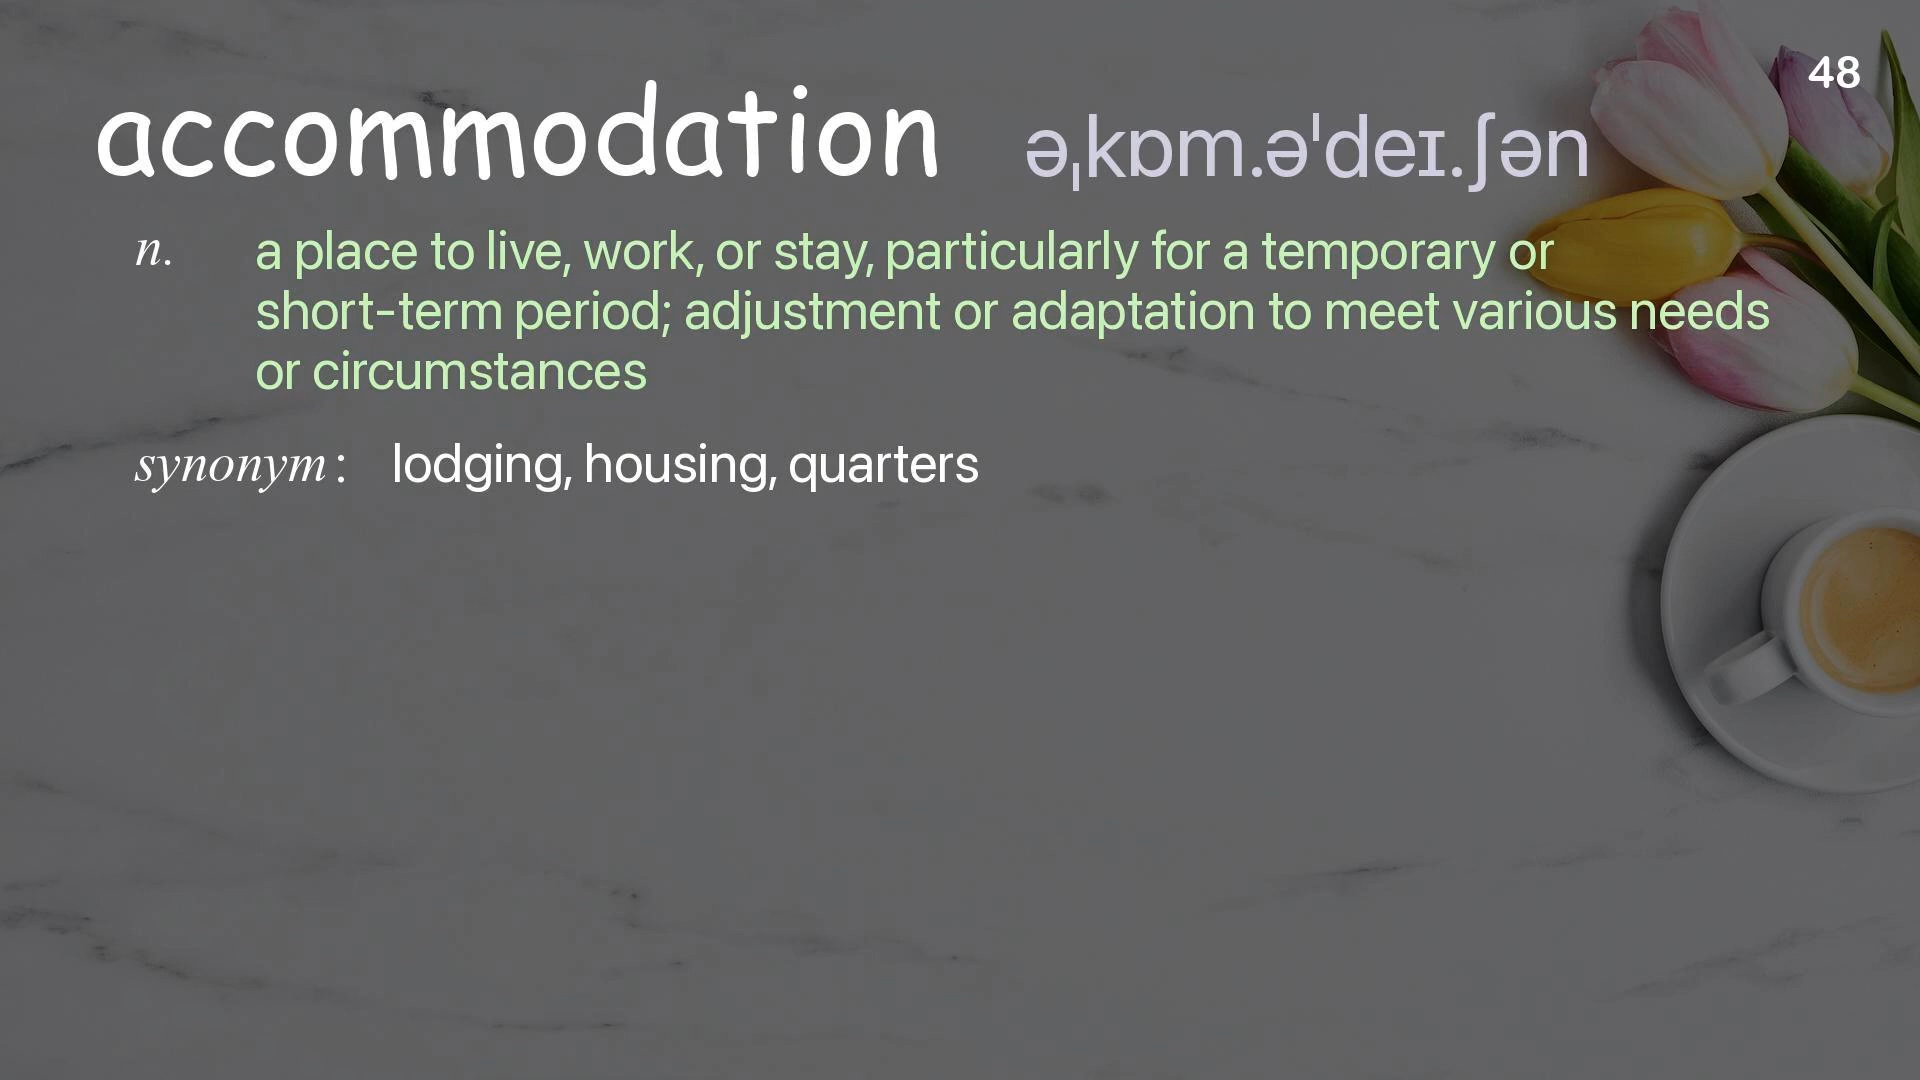 48
accommodation əˌkɒm.əˈdeɪ.ʃən
n. a place to live, work, or stay, particularly for a temporary or
short-term period; adjustment or adaptation to meet various needs
or circumstances
synonym: lodging, housing, quarters